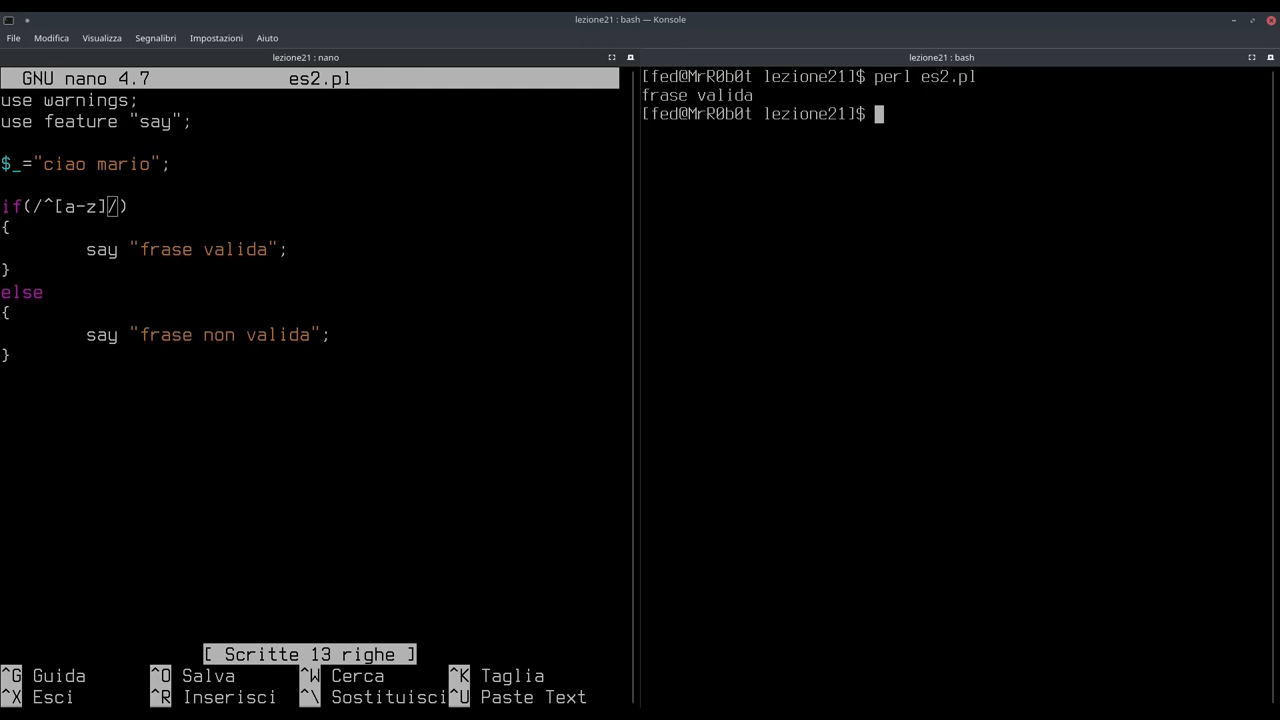 lezione21 : bash — Konsole
File Modifica Visualizza Segnalibri Impostazioni Aiuto
lezione21 : nano
GNU nano 4.7 es2.pl
use warnings;
use feature "say";
$_="ciao mario";
if(/^[a-z]/)
{
say "frase valida";
}
else
{
say "frase non valida";
}
[ Scritte 13 righe ]
^G Guida ^O Salva ^W Cerca ^K Taglia
^X Esci ^R Inserisci ^\ Sostituisci ^U Paste Text
lezione21 : bash
[fed@MrR0b0t lezione21]$ perl es2.pl
frase valida
[fed@MrR0b0t lezione21]$